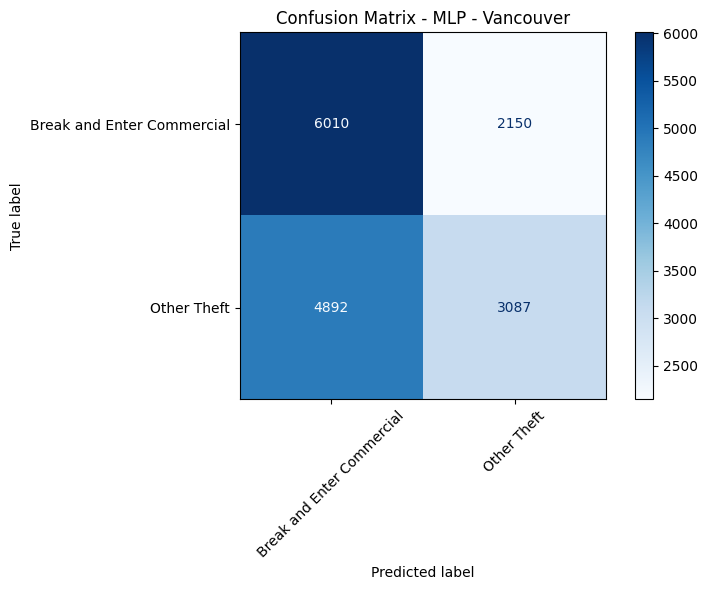 Confusion Matrix - MLP - Vancouver
True label
Break and Enter Commercial
Other Theft
6010
2150
4892
3087
Break and Enter Commercial
Other Theft
Predicted label
6000
5500
5000
4500
4000
3500
3000
2500